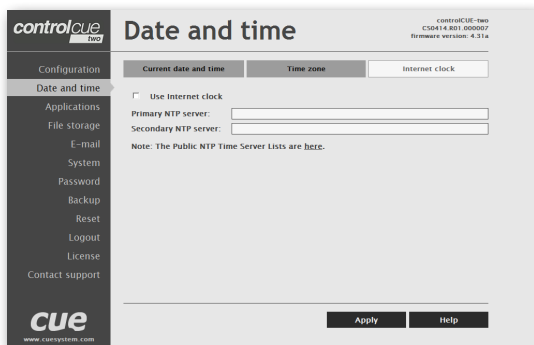 controlcue
two
Date and time
controlCUE-two
CS0414.R01.000007
firmware version: 4.31a
Configuration
Date and time
Applications
File storage
E-mail
System
Password
Backup
Reset
Logout
License
Contact support
Current date and time
Time zone
Internet clock
Use Internet clock
Primary NTP server:
Secondary NTP server:
Note: The Public NTP Time Server Lists are here.
Apply
Help
cue
www.cuesystem.com